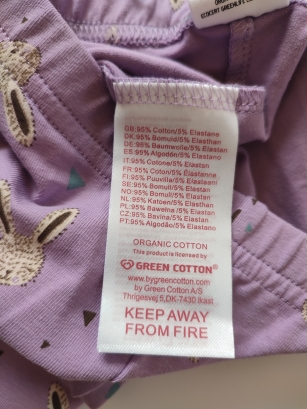 ECOCERT GREENLIFE
GB:95% Cotton/5% Elastane
DK:95% Bomuld/5% Elasthan
DE:95% Baumwolle/5% Elasthan
ES:95% Algodón/5% Elastano
IT:95% Cotone/5% Elastan
FR:95% Coton/5% Élasthanne
FI:95% Puuvilla/5% Elastaani
SE:95% Bomull/5% Elastan
NO:95% Bomull/5% Elastan
NL:95% Katoen/5% Elasthan
PL:95% Bawełna/5% Elastan
CZ:95% Bavlna/5% Elastan
PT:95% Algodão/5% Elastano
ORGANIC COTTON
This product is licensed by
GREEN COTTON®
www.bygreencotton.com
by Green Cotton A/S
Thrigesvej 5,DK-7430 Ikast
KEEP AWAY
FROM FIRE